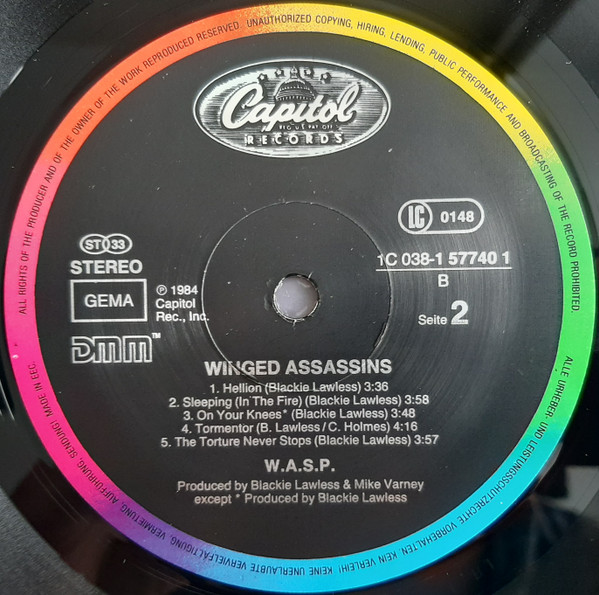 ALL RIGHTS OF THE PRODUCER AND OF THE OWNER OF THE WORK REPRODUCED RESERVED. UNAUTHORIZED COPYING, HIRING, LENDING, PUBLIC PERFORMANCE AND BROADCASTING OF THE RECORD PROHIBITED.
Capitol
RECORDS
LC 0148
ST 33
STEREO
GEMA
DMM™
℗ 1984
Capitol
Rec., Inc.
1C 038-1 57740 1
B
Seite 2
WINGED ASSASSINS
1. Hellion (Blackie Lawless) 3:36
2. Sleeping (In The Fire) (Blackie Lawless) 3:58
3. On Your Knees* (Blackie Lawless) 3:48
4. Tormentor (B. Lawless / C. Holmes) 4:16
5. The Torture Never Stops (Blackie Lawless) 3:57
W.A.S.P.
Produced by Blackie Lawless & Mike Varney
except * Produced by Blackie Lawless
ALLE URHEBER- UND LEISTUNGSSCHUTZRECHTE VORBEHALTEN. KEIN VERLEIH! KEINE UNERLAUBTE VERVIELFÄLTIGUNG, VERMIETUNG, AUFFÜHRUNG, SENDUNG! MADE IN EEC.